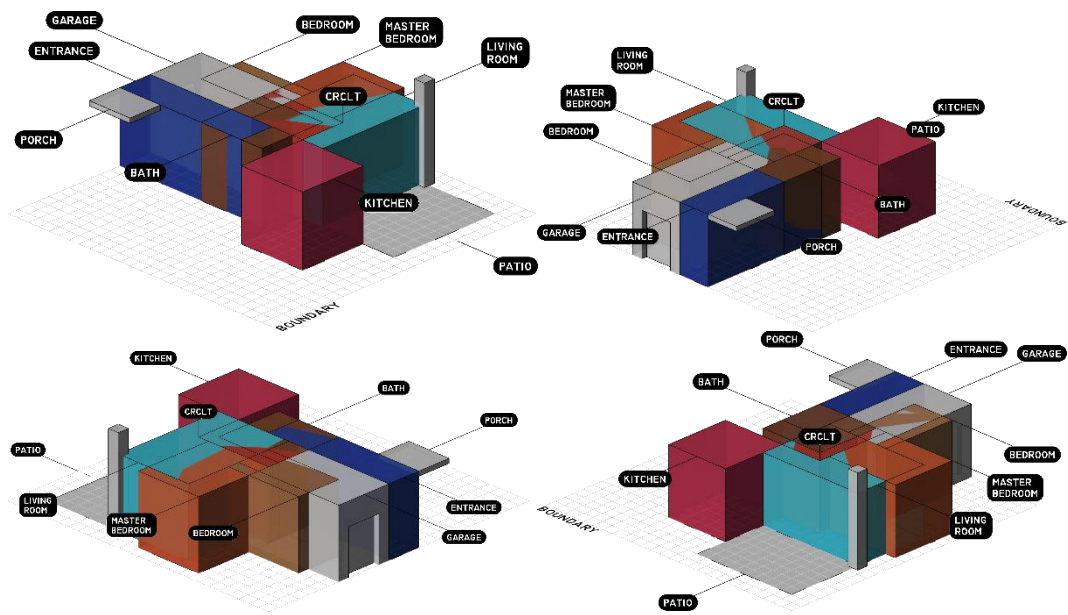 GARAGE
BEDROOM
MASTER
BEDROOM
ENTRANCE
LIVING
ROOM
CRCLT
PORCH
BATH
KITCHEN
PATIO
BOUNDARY
LIVING
ROOM
CRCLT
MASTER
BEDROOM
KITCHEN
PATIO
BEDROOM
BATH
BOUNDARY
GARAGE
ENTRANCE
PORCH
KITCHEN
BATH
CRCLT
PORCH
PATIO
LIVING
ROOM
MASTER
BEDROOM
BEDROOM
ENTRANCE
GARAGE
PORCH
ENTRANCE
GARAGE
BATH
CRCLT
BEDROOM
KITCHEN
MASTER
BEDROOM
BOUNDARY
LIVING
ROOM
PATIO